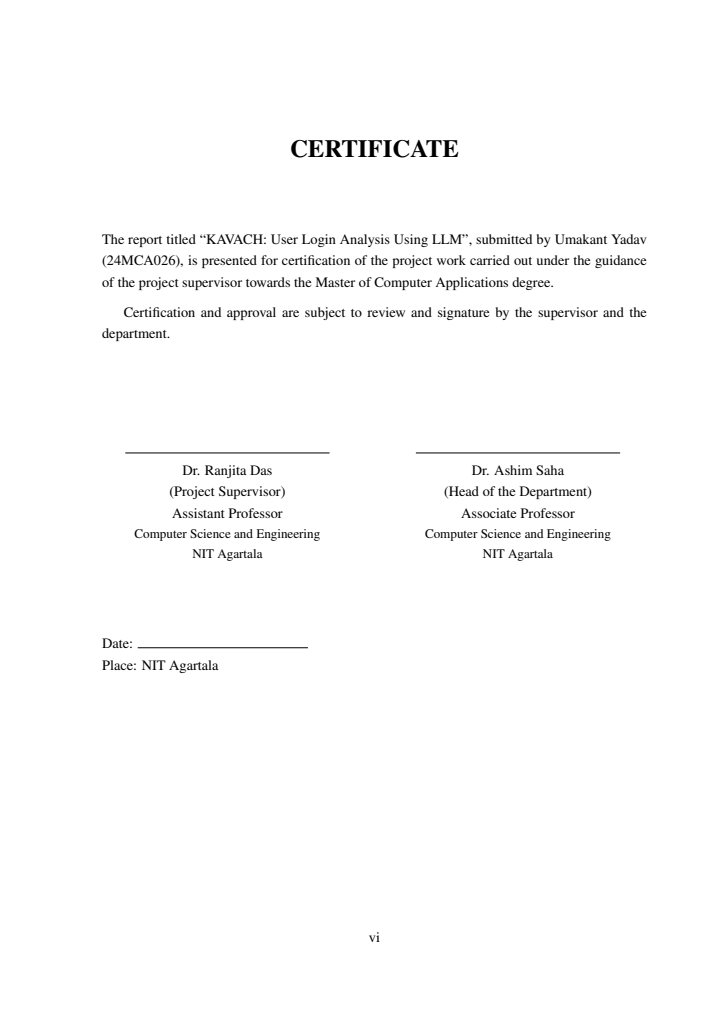 CERTIFICATE
The report titled “KAVACH: User Login Analysis Using LLM”, submitted by Umakant Yadav
(24MCA026), is presented for certification of the project work carried out under the guidance
of the project supervisor towards the Master of Computer Applications degree.
Certification and approval are subject to review and signature by the supervisor and the
department.
Dr. Ranjita Das
(Project Supervisor)
Assistant Professor
Computer Science and Engineering
NIT Agartala
Dr. Ashim Saha
(Head of the Department)
Associate Professor
Computer Science and Engineering
NIT Agartala
Date:
Place: NIT Agartala
vi